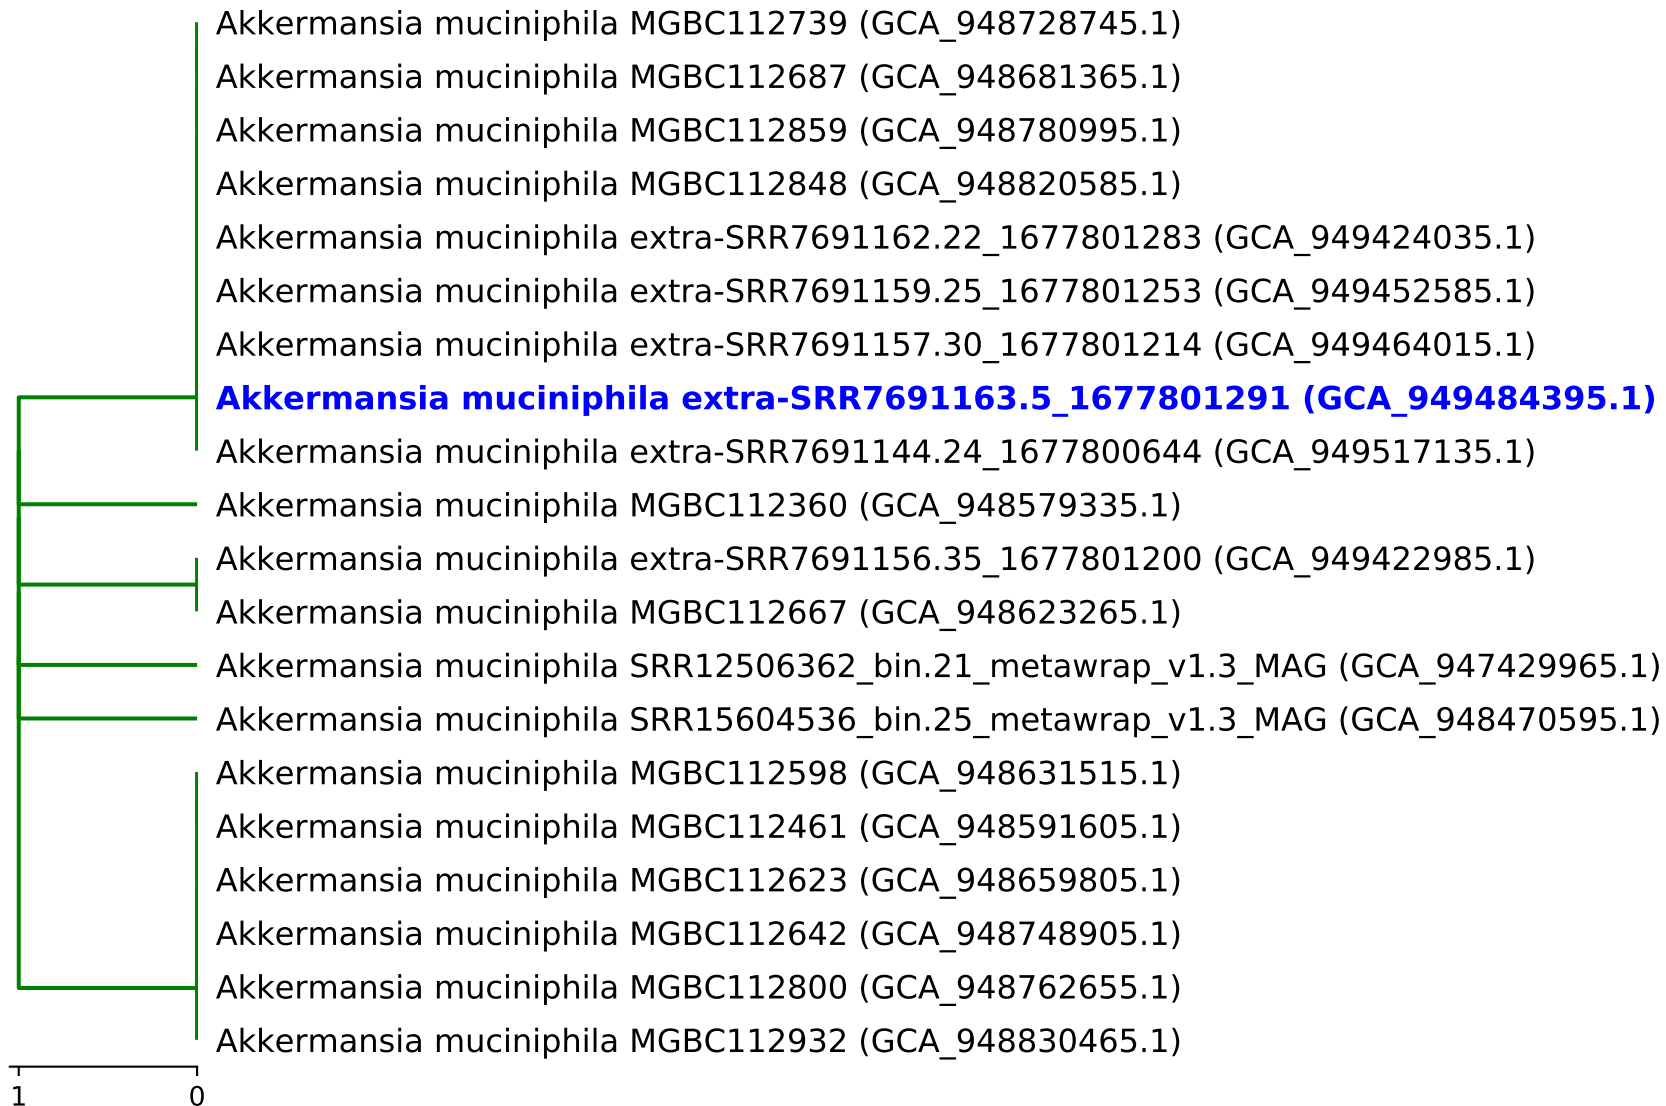 Akkermansia muciniphila MGBC112739 (GCA_948728745.1)
Akkermansia muciniphila MGBC112687 (GCA_948681365.1)
Akkermansia muciniphila MGBC112859 (GCA_948780995.1)
Akkermansia muciniphila MGBC112848 (GCA_948820585.1)
Akkermansia muciniphila extra-SRR7691162.22_1677801283 (GCA_949424035.1)
Akkermansia muciniphila extra-SRR7691159.25_1677801253 (GCA_949452585.1)
Akkermansia muciniphila extra-SRR7691157.30_1677801214 (GCA_949464015.1)
Akkermansia muciniphila extra-SRR7691163.5_1677801291 (GCA_949484395.1)
Akkermansia muciniphila extra-SRR7691144.24_1677800644 (GCA_949517135.1)
Akkermansia muciniphila MGBC112360 (GCA_948579335.1)
Akkermansia muciniphila extra-SRR7691156.35_1677801200 (GCA_949422985.1)
Akkermansia muciniphila MGBC112667 (GCA_948623265.1)
Akkermansia muciniphila SRR12506362_bin.21_metawrap_v1.3_MAG (GCA_947429965.1)
Akkermansia muciniphila SRR15604536_bin.25_metawrap_v1.3_MAG (GCA_948470595.1)
Akkermansia muciniphila MGBC112598 (GCA_948631515.1)
Akkermansia muciniphila MGBC112461 (GCA_948591605.1)
Akkermansia muciniphila MGBC112623 (GCA_948659805.1)
Akkermansia muciniphila MGBC112642 (GCA_948748905.1)
Akkermansia muciniphila MGBC112800 (GCA_948762655.1)
Akkermansia muciniphila MGBC112932 (GCA_948830465.1)
1 0